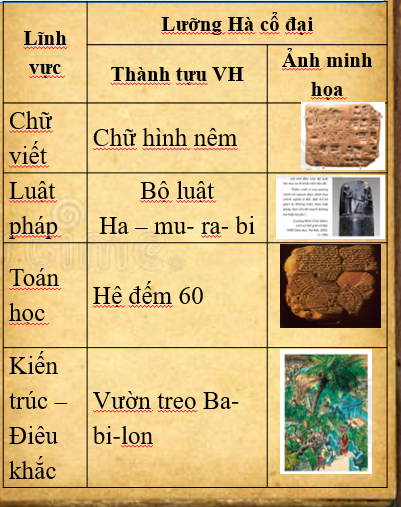 Lĩnh vực
Lưỡng Hà cổ đại
Thành tựu VH
Ảnh minh
họa
Chữ
viết
Chữ hình nêm
Luật
pháp
Bộ luật
Ha – mu- ra- bi
Toán
học
Hệ đếm 60
Kiến
trúc –
Điêu
khắc
Vườn treo Ba-
bi-lon